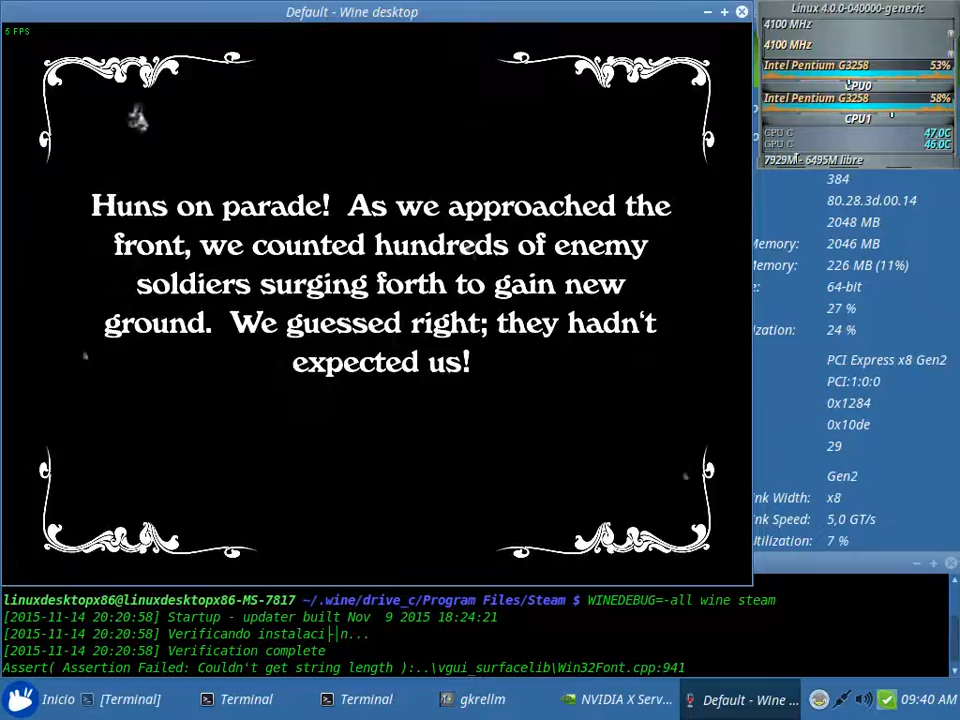 Default - Wine desktop
5 FPS
Huns on parade!  As we approached the
front, we counted hundreds of enemy
soldiers surging forth to gain new
ground.  We guessed right; they hadn't
expected us!
Linux 4.0.0-040000-generic
4100 MHz
4100 MHz
Intel Pentium G3258 53%
CPU0
Intel Pentium G3258 58%
CPU1
CPU C 47.0C
GPU C 46.0C
7929M - 6495M libre
384
80.28.3d.00.14
2048 MB
Memory: 2046 MB
Memory: 226 MB (11%)
e: 64-bit
27 %
ization: 24 %
PCI Express x8 Gen2
PCI:1:0:0
0x1284
0x10de
29
Gen2
nk Width: x8
nk Speed: 5,0 GT/s
Utilization: 7 %
linuxdesktopx86@linuxdesktopx86-MS-7817 ~/.wine/drive_c/Program Files/Steam $ WINEDEBUG=-all wine steam
[2015-11-14 20:20:58] Startup - updater built Nov  9 2015 18:24:21
[2015-11-14 20:20:58] Verificando instalaci├│n...
[2015-11-14 20:20:58] Verification complete
Assert( Assertion Failed: Couldn't get string length ):..\vgui_surfacelib\Win32Font.cpp:941
Inicio [Terminal] Terminal Terminal gkrellm NVIDIA X Serv... Default - Wine ... 09:40 AM